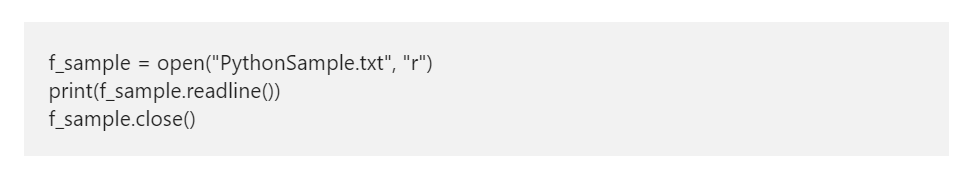 f_sample = open("PythonSample.txt", "r")
print(f_sample.readline())
f_sample.close()